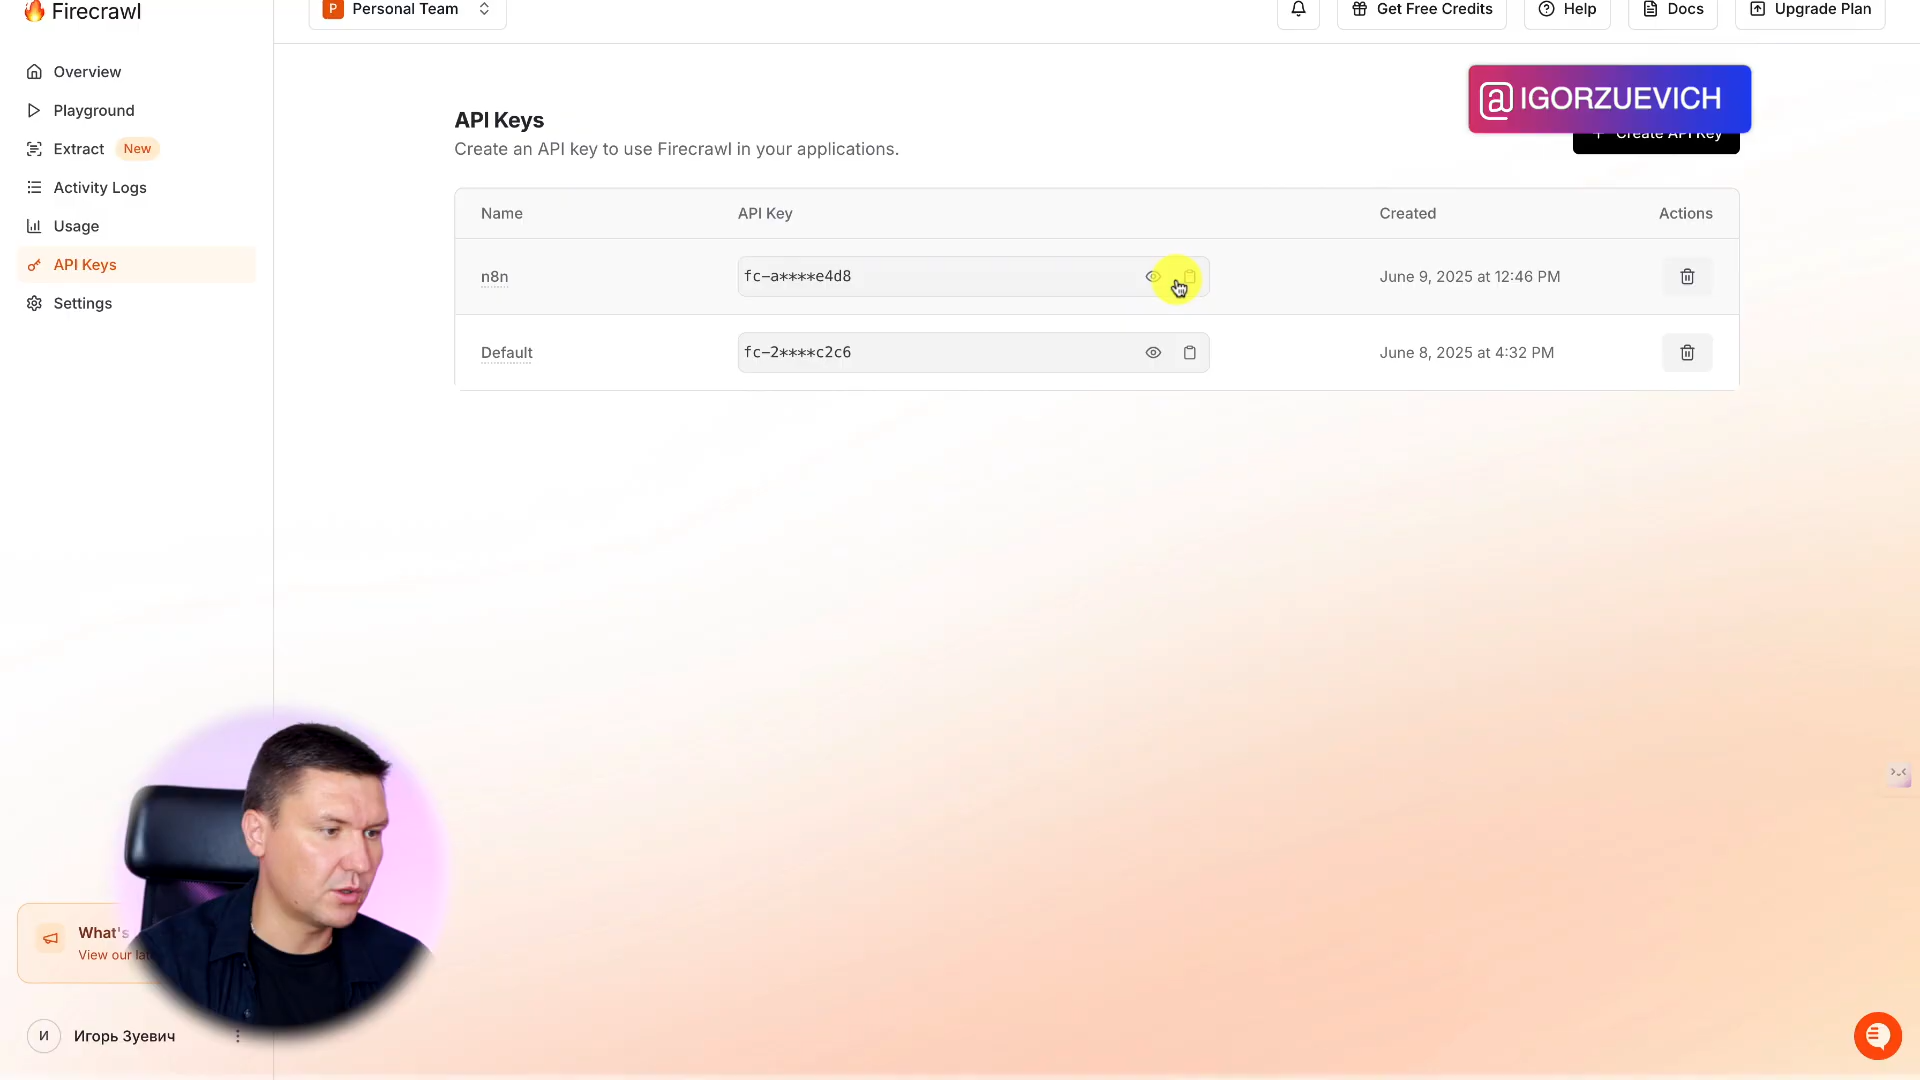 Firecrawl
P Personal Team
Get Free Credits
Help
Docs
Upgrade Plan
Overview
Playground
Extract New
Activity Logs
Usage
API Keys
Settings
@IGORZUEVICH
API Keys
Create an API key to use Firecrawl in your applications.
+ Create API Key
Name API Key Created Actions
n8n fc-a****e4d8 June 9, 2025 at 12:46 PM
Default fc-2****c2c6 June 8, 2025 at 4:32 PM
What's
View our
И Игорь Зуевич